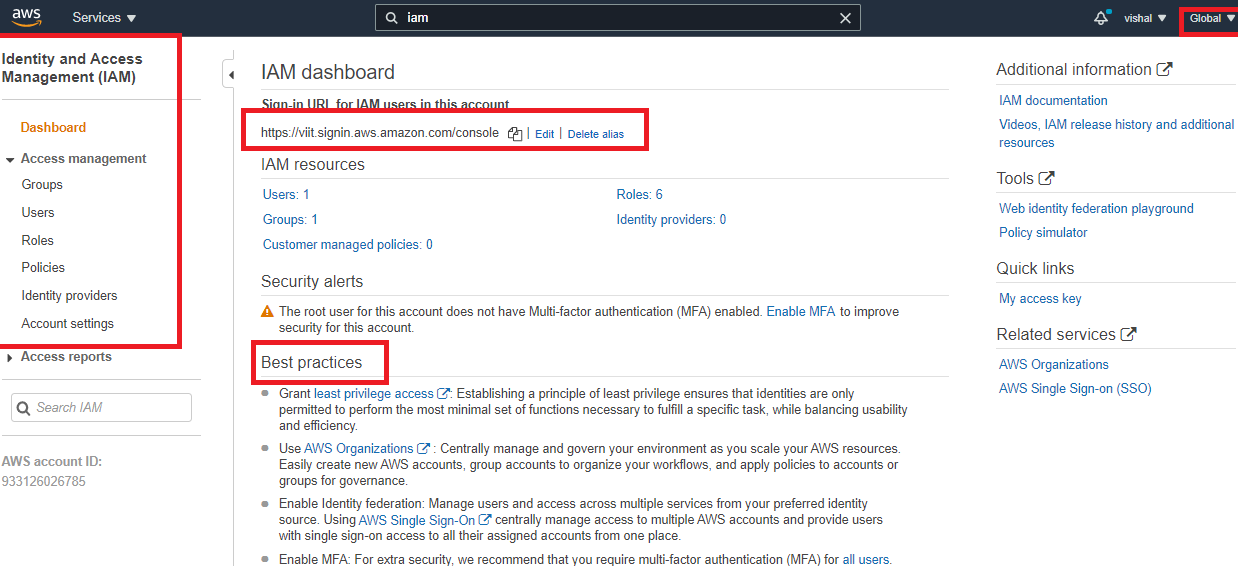 aws Services iam vishal Global
Identity and Access
Management (IAM)
Dashboard
Access management
Groups
Users
Roles
Policies
Identity providers
Account settings
Access reports
Search IAM
AWS account ID:
933126026785
IAM dashboard
Sign-in URL for IAM users in this account
https://viit.signin.aws.amazon.com/console | Edit | Delete alias
IAM resources
Users: 1 Roles: 6
Groups: 1 Identity providers: 0
Customer managed policies: 0
Security alerts
The root user for this account does not have Multi-factor authentication (MFA) enabled. Enable MFA to improve
security for this account.
Best practices
Grant least privilege access : Establishing a principle of least privilege ensures that identities are only
permitted to perform the most minimal set of functions necessary to fulfill a specific task, while balancing usability
and efficiency.
Use AWS Organizations : Centrally manage and govern your environment as you scale your AWS resources.
Easily create new AWS accounts, group accounts to organize your workflows, and apply policies to accounts or
groups for governance.
Enable Identity federation: Manage users and access across multiple services from your preferred identity
source. Using AWS Single Sign-On centrally manage access to multiple AWS accounts and provide users
with single sign-on access to all their assigned accounts from one place.
Enable MFA: For extra security, we recommend that you require multi-factor authentication (MFA) for all users.
Additional information
IAM documentation
Videos, IAM release history and additional
resources
Tools
Web identity federation playground
Policy simulator
Quick links
My access key
Related services
AWS Organizations
AWS Single Sign-on (SSO)